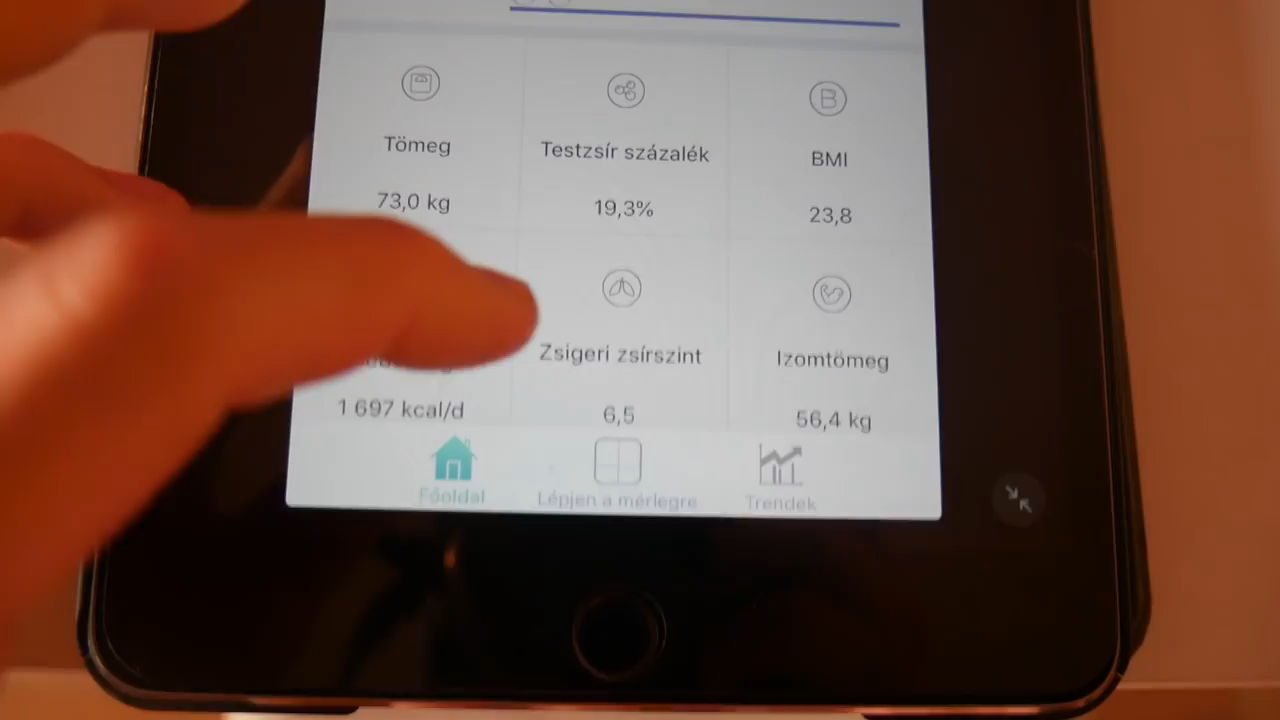 Tömeg
Testzsír százalék
BMI
73,0 kg
19,3%
23,8
Zsigeri zsírszint
Izomtömeg
1 697 kcal/d
6,5
56,4 kg
Főoldal
Lépjen a mérlegre
Trendek